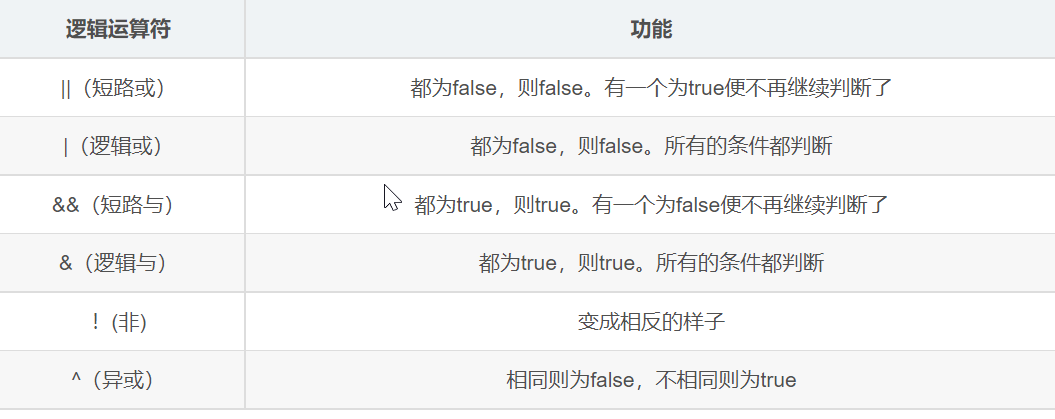 逻辑运算符 功能
||（短路或） 都为false，则false。有一个为true便不再继续判断了
|（逻辑或） 都为false，则false。所有的条件都判断
&&（短路与） 都为true，则true。有一个为false便不再继续判断了
&（逻辑与） 都为true，则true。所有的条件都判断
！(非) 变成相反的样子
^（异或） 相同则为false，不相同则为true